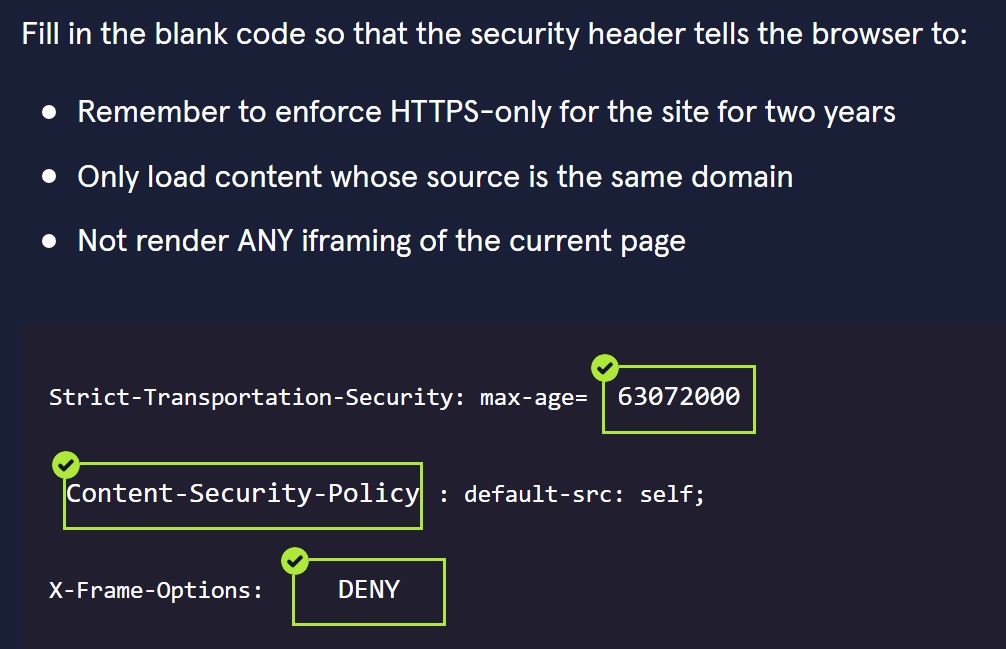 Fill in the blank code so that the security header tells the browser to:
Remember to enforce HTTPS-only for the site for two years
Only load content whose source is the same domain
Not render ANY iframing of the current page
Strict-Transportation-Security: max-age= 63072000
Content-Security-Policy : default-src: self;
X-Frame-Options: DENY